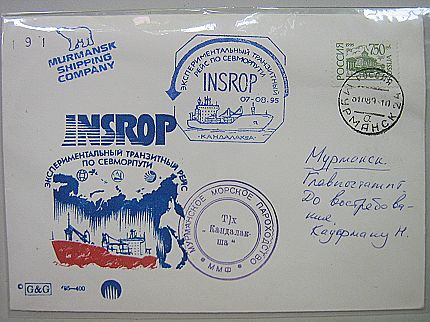 191
MURMANSK
SHIPPING
COMPANY
ЭКСПЕРИМЕНТАЛЬНЫЙ ТРАНЗИТНЫЙ
РЕЙС ПО СЕВМОРПУТИ
INSROP
07-08.95
КАНДАЛАКША
РОССИЯ
750
МУРМАНСК
INSROP
ЭКСПЕРИМЕНТАЛЬНЫЙ ТРАНЗИТНЫЙ РЕЙС
ПО СЕВМОРПУТИ
МУРМАНСКОЕ МОРСКОЕ ПАРОХОДСТВО
Т/х
"Кандалак-
ша"
ММФ
Мурманск
Главпочтамт
До востребова-
ния
© G&G
'95-400